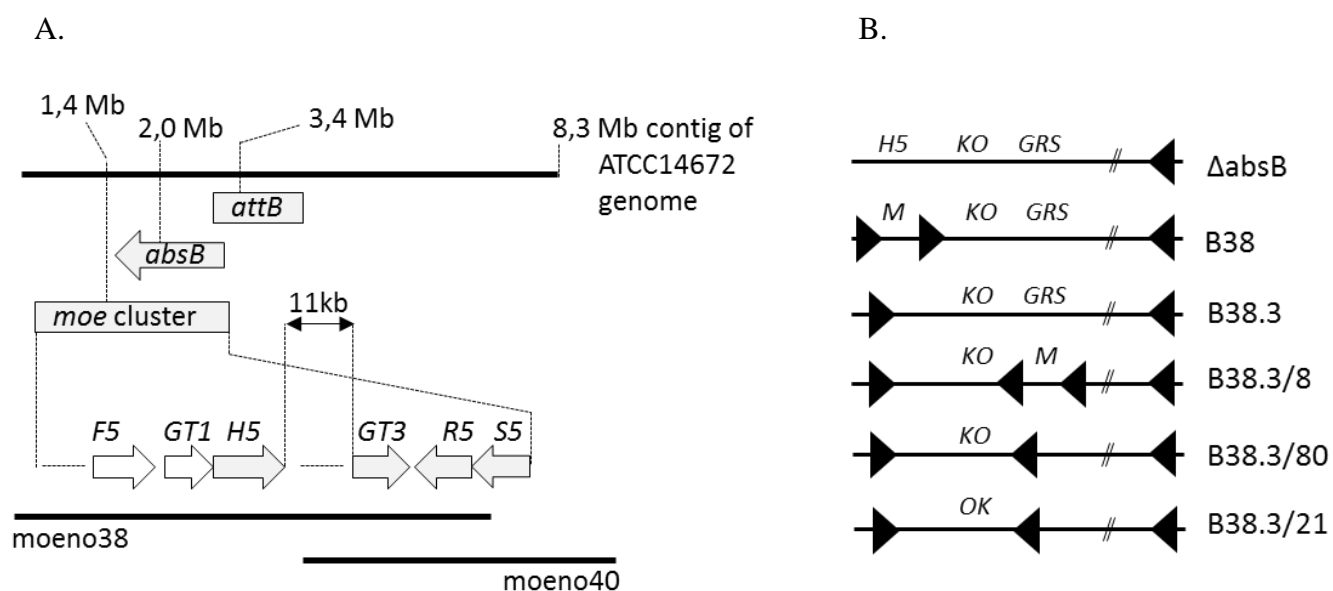 A.
B.
1,4 Mb
2,0 Mb
3,4 Mb
8,3 Mb contig of
ATCC14672
genome
attB
absB
11kb
moe cluster
F5 GT1 H5 GT3 R5 S5
moeno38
moeno40
H5 KO GRS
ΔabsB
M KO GRS
B38
KO GRS
B38.3
KO M
B38.3/8
KO
B38.3/80
OK
B38.3/21